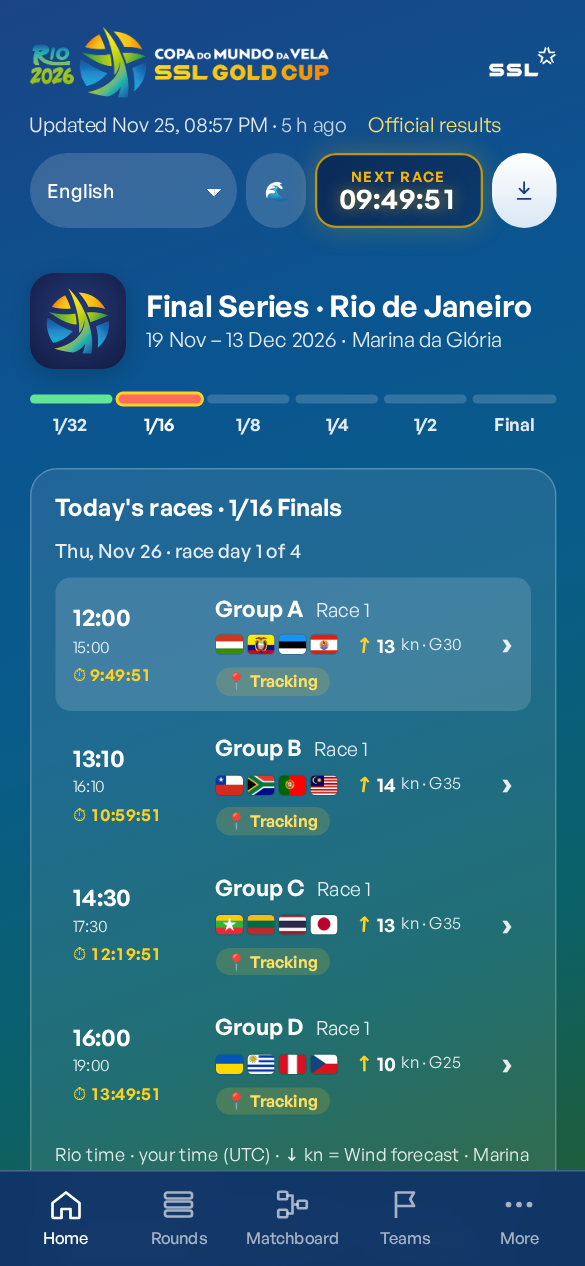 RIO
2026
COPA DO MUNDO DA VELA
SSL GOLD CUP
SSL
Updated Nov 25, 08:57 PM · 5 h ago Official results
English
NEXT RACE
09:49:51
Final Series · Rio de Janeiro
19 Nov – 13 Dec 2026 · Marina da Glória
1/32 1/16 1/8 1/4 1/2 Final
Today's races · 1/16 Finals
Thu, Nov 26 · race day 1 of 4
12:00
15:00
9:49:51
Group A Race 1
↑ 13 kn · G30
Tracking
13:10
16:10
10:59:51
Group B Race 1
↑ 14 kn · G35
Tracking
14:30
17:30
12:19:51
Group C Race 1
↑ 13 kn · G35
Tracking
16:00
19:00
13:49:51
Group D Race 1
↑ 10 kn · G25
Tracking
Rio time · your time (UTC) · ↓ kn = Wind forecast · Marina
Home Rounds Matchboard Teams More